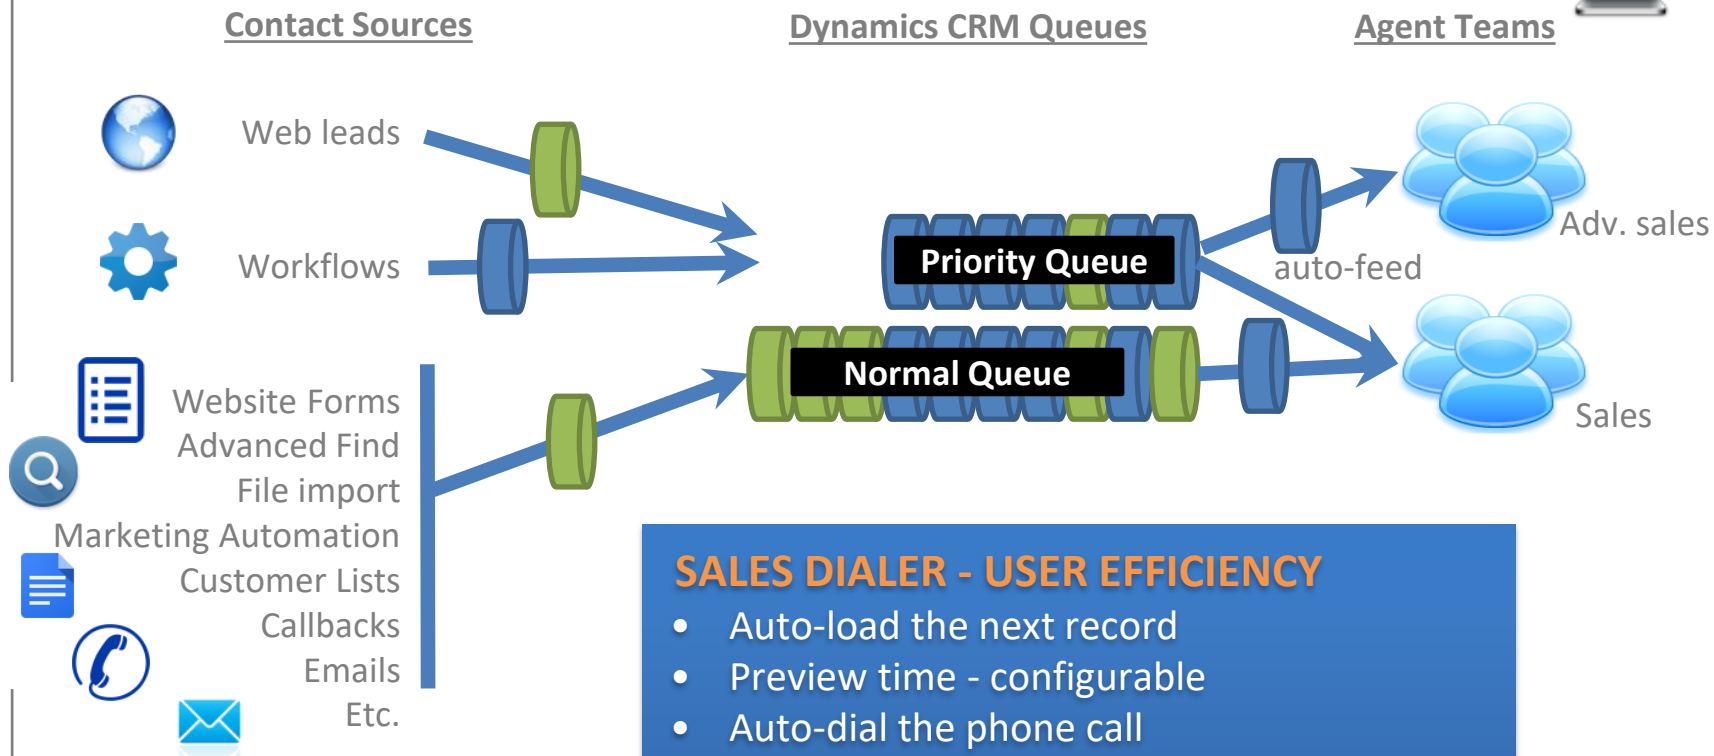 Contact Sources
Dynamics CRM Queues
Agent Teams
Web leads
Workflows
Priority Queue
Adv. sales
auto-feed
Normal Queue
Website Forms
Advanced Find
File import
Marketing Automation
Customer Lists
Callbacks
Emails
Etc.
Sales
SALES DIALER - USER EFFICIENCY
• Auto-load the next record
• Preview time - configurable
• Auto-dial the phone call